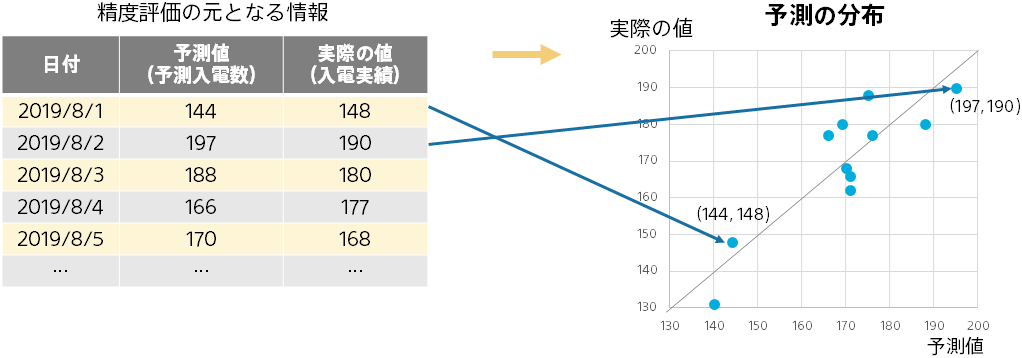 精度評価の元となる情報
日付 予測値 実際の値
(予測入電数) (入電実績)
2019/8/1 144 148
2019/8/2 197 190
2019/8/3 188 180
2019/8/4 166 177
2019/8/5 170 168
… … …
予測の分布
実際の値
200
190
180
170
160
150
140
130
(197, 190)
(144, 148)
130 140 150 160 170 180 190 200
予測値